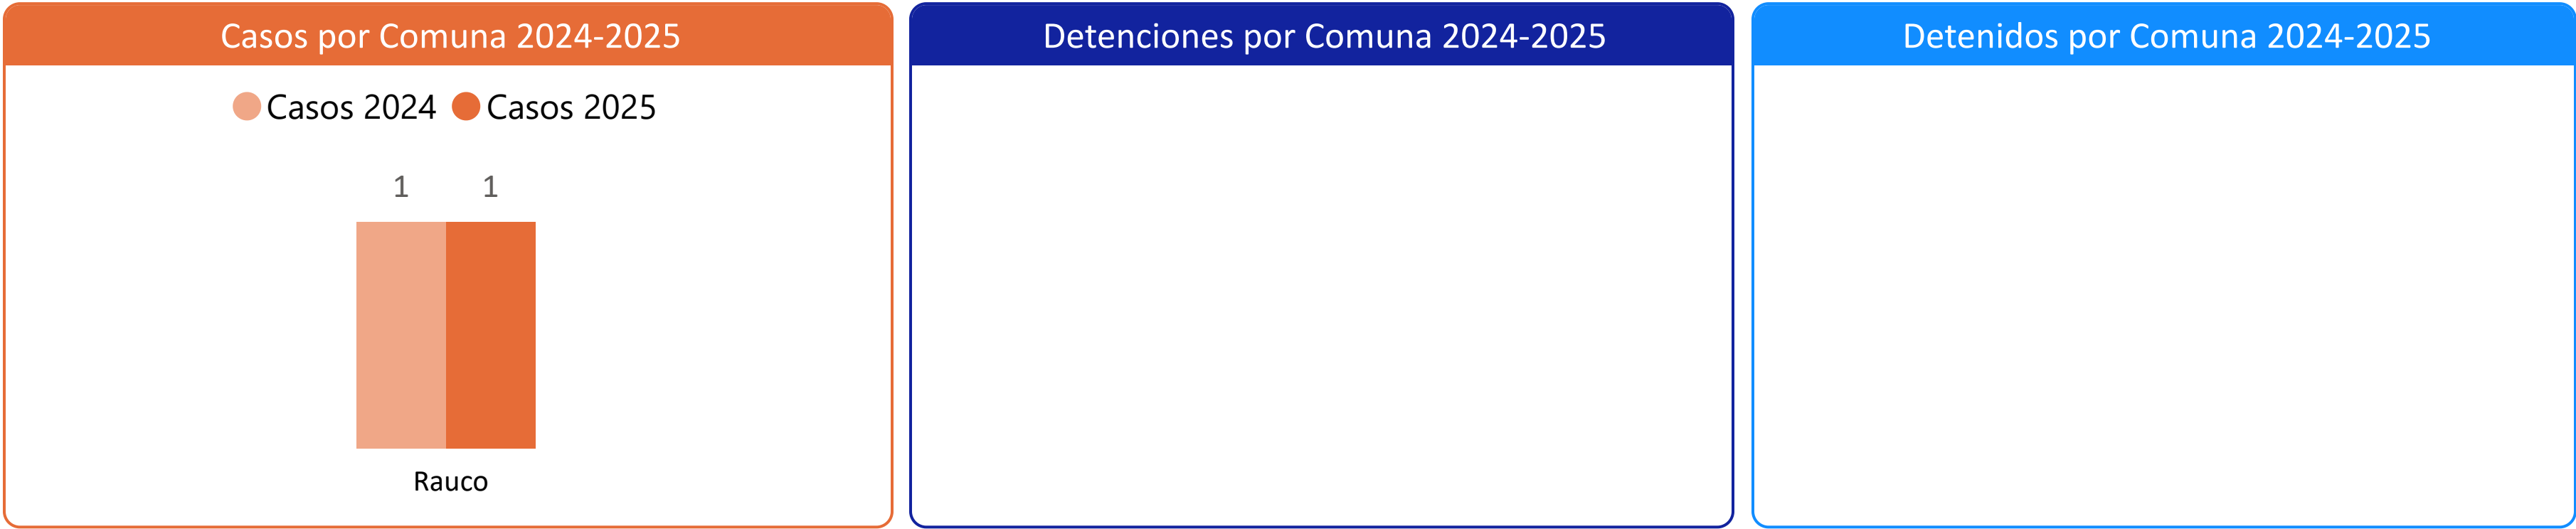 Casos por Comuna 2024-2025
Casos 2024 Casos 2025
1 1
Rauco
Detenciones por Comuna 2024-2025
Detenidos por Comuna 2024-2025